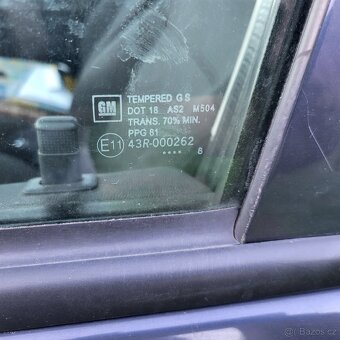 GM
TEMPERED G S
DOT 18 AS2 M504
TRANS. 70% MIN.
PPG 61
E11 43R-000262
.... 8
Bazos.cz